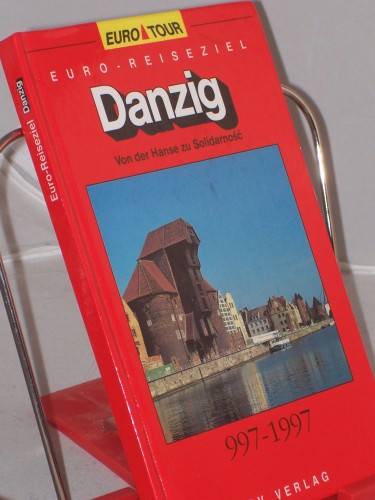 EURO TOUR
EURO-REISEZIEL
Danzig
Von der Hanse zu Solidarność
997-1997
VERLAG
Euro-Reiseziel Danzig